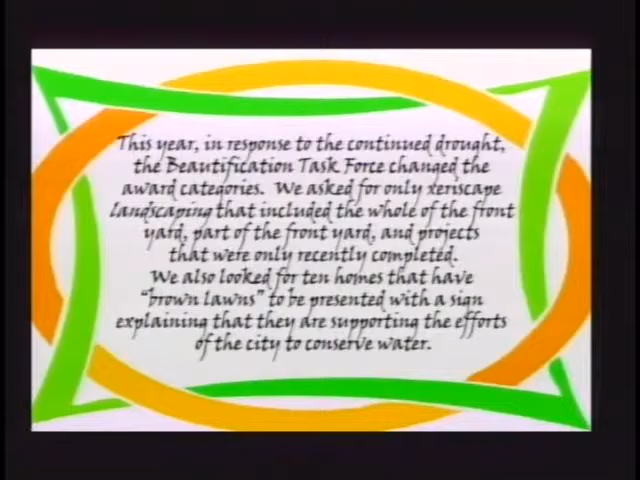 This year, in response to the continued drought,
the Beautification Task Force changed the
award categories. We asked for only xeriscape
landscaping that included the whole of the front
yard, part of the front yard, and projects
that were only recently completed.
We also looked for ten homes that have
"brown lawns" to be presented with a sign
explaining that they are supporting the efforts
of the city to conserve water.